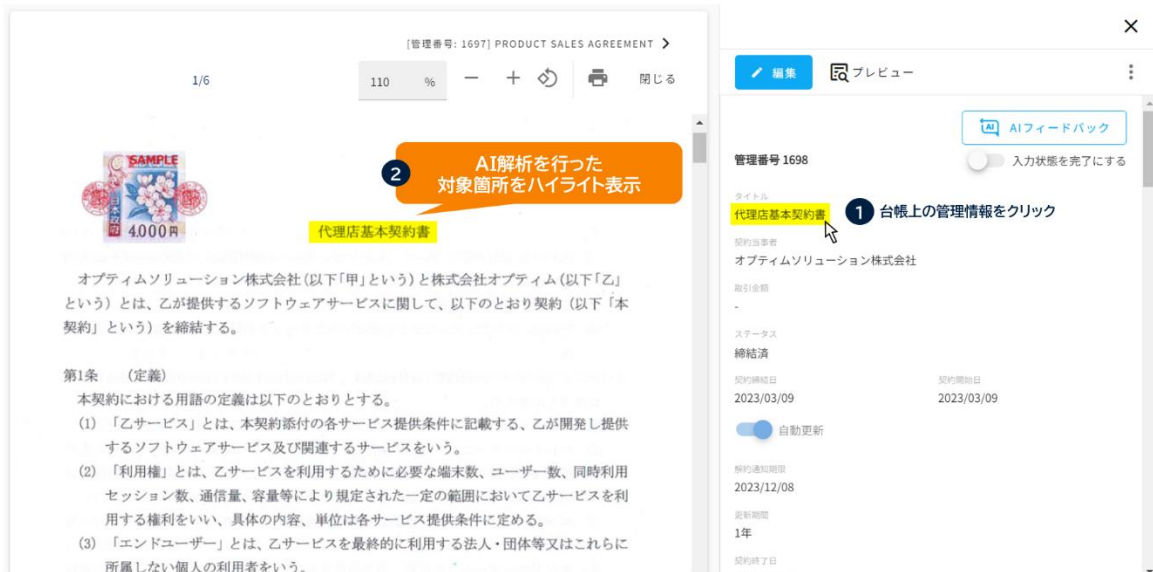 [管理番号: 1697] PRODUCT SALES AGREEMENT
1/6
110 %
閉じる
SAMPLE
日本政府
4,000円
2 AI解析を行った
対象箇所をハイライト表示
代理店基本契約書
オプティムソリューション株式会社(以下「甲」という)と株式会社オプティム(以下「乙」
という)とは、乙が提供するソフトウェアサービスに関して、以下のとおり契約(以下「本
契約」という)を締結する。
第1条 (定義)
本契約における用語の定義は以下のとおりとする。
(1) 「乙サービス」とは、本契約添付の各サービス提供条件に記載する、乙が開発し提供
するソフトウェアサービス及び関連するサービスをいう。
(2) 「利用権」とは、乙サービスを利用するために必要な端末数、ユーザー数、同時利用
セッション数、通信量、容量等により規定された一定の範囲において乙サービスを利
用する権利をいい、具体の内容、単位は各サービス提供条件に定める。
(3) 「エンドユーザー」とは、乙サービスを最終的に利用する法人・団体等又はこれらに
所属しない個人の利用者をいう。
編集
プレビュー
AI AIフィードバック
管理番号 1698
入力状態を完了にする
タイトル
代理店基本契約書
1 台帳上の管理情報をクリック
契約当事者
オプティムソリューション株式会社
取引金額
-
ステータス
締結済
契約締結日 契約開始日
2023/03/09 2023/03/09
自動更新
解約通知期限
2023/12/08
更新期間
1年
契約終了日